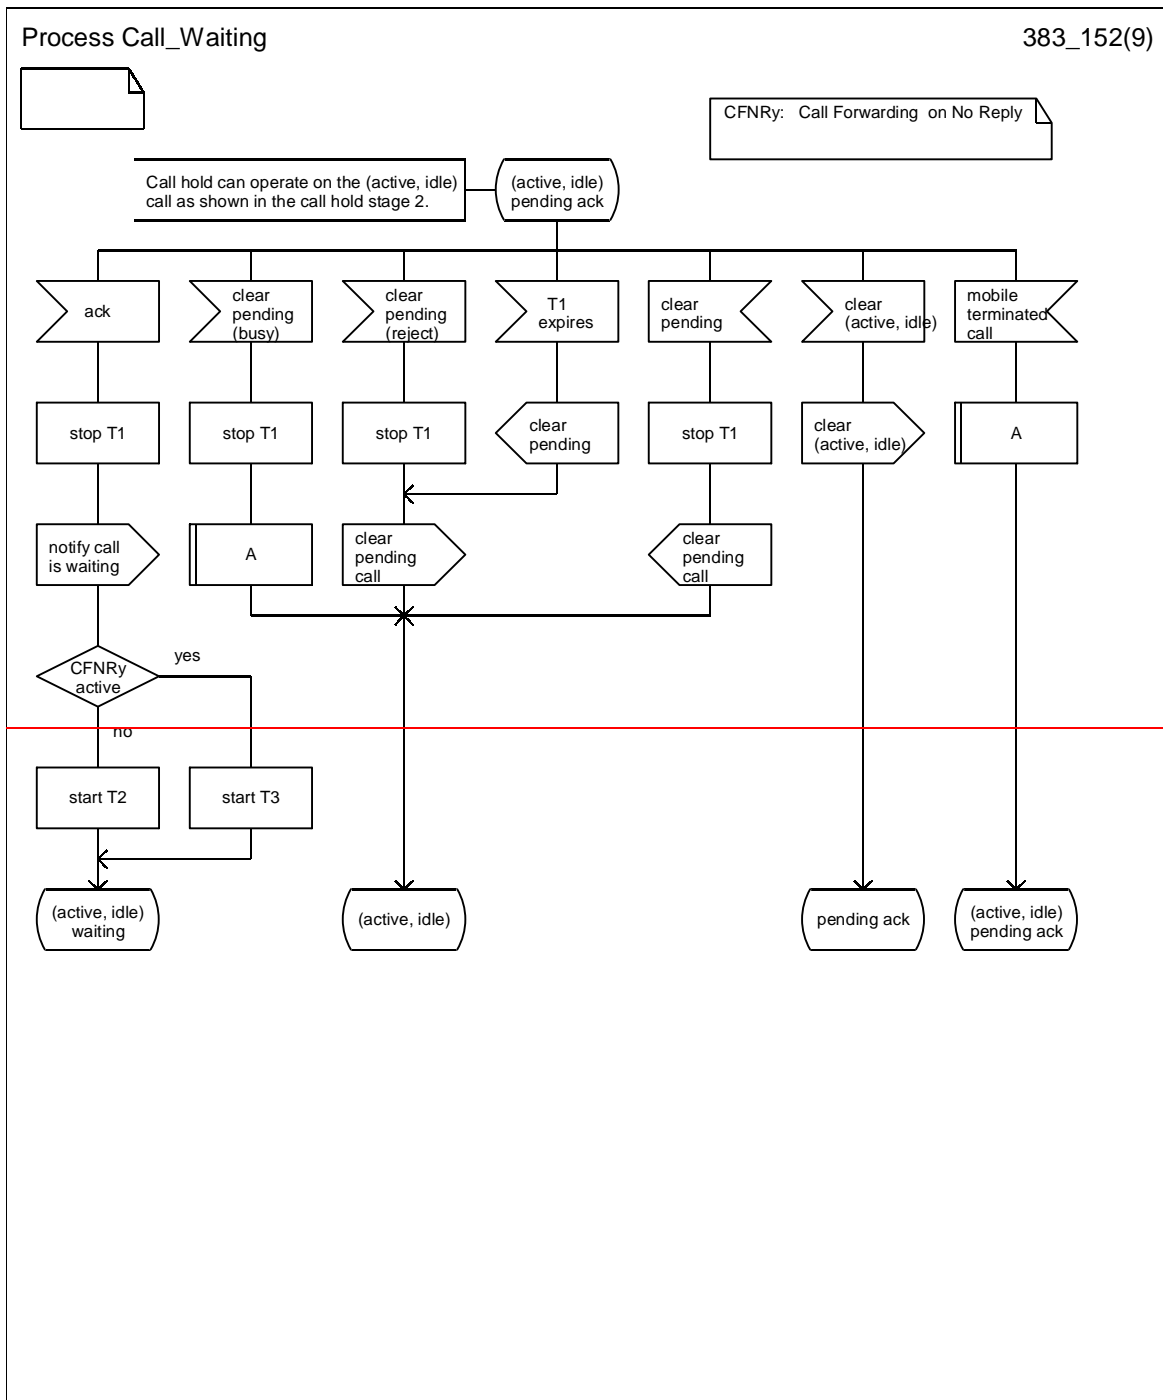 Process Call_Waiting
383_152(9)
CFNRy: Call Forwarding on No Reply
Call hold can operate on the (active, idle)
call as shown in the call hold stage 2.
(active, idle)
pending ack
ack
clear
pending
(busy)
clear
pending
(reject)
T1
expires
clear
pending
clear
(active, idle)
mobile
terminated
call
stop T1
stop T1
stop T1
clear
pending
stop T1
clear
(active, idle)
A
notify call
is waiting
A
clear
pending
call
clear
pending
call
CFNRy
active
yes
no
start T2
start T3
(active, idle)
waiting
(active, idle)
pending ack
(active, idle)
pending ack